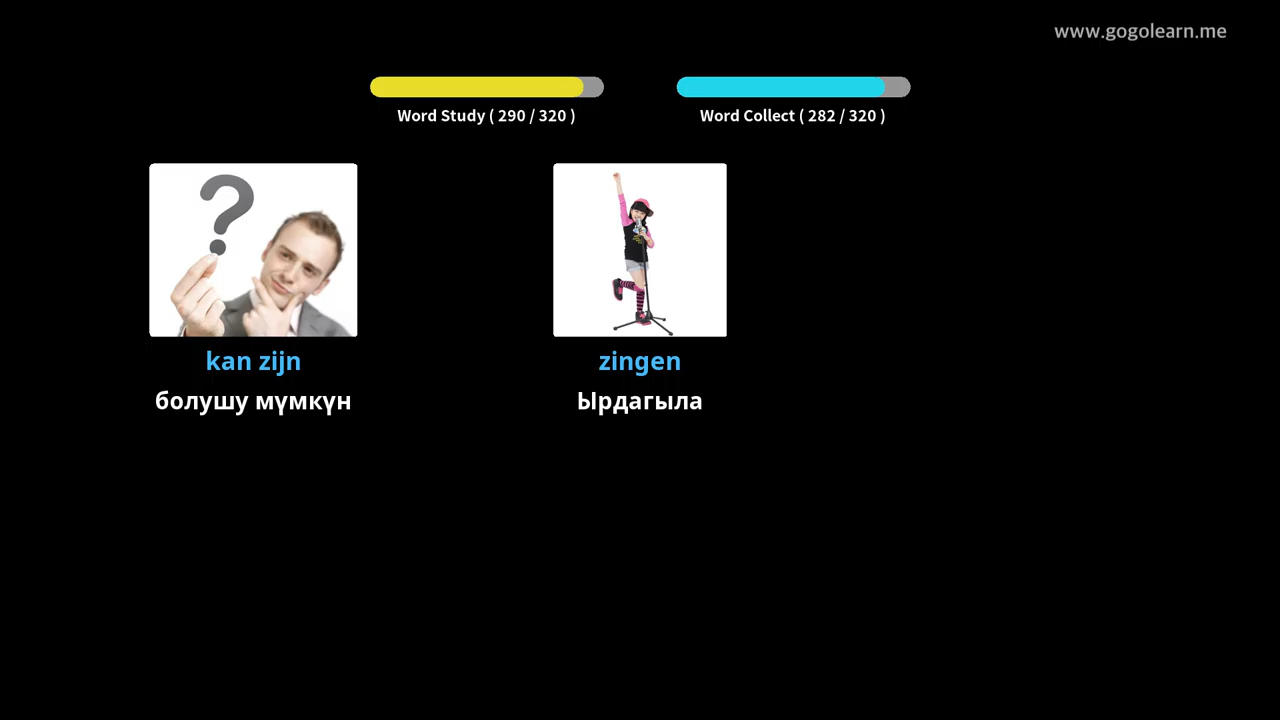 www.gogolearn.me
Word Study ( 290 / 320 )
Word Collect ( 282 / 320 )
kan zijn
болушу мүмкүн
zingen
Ырдагыла